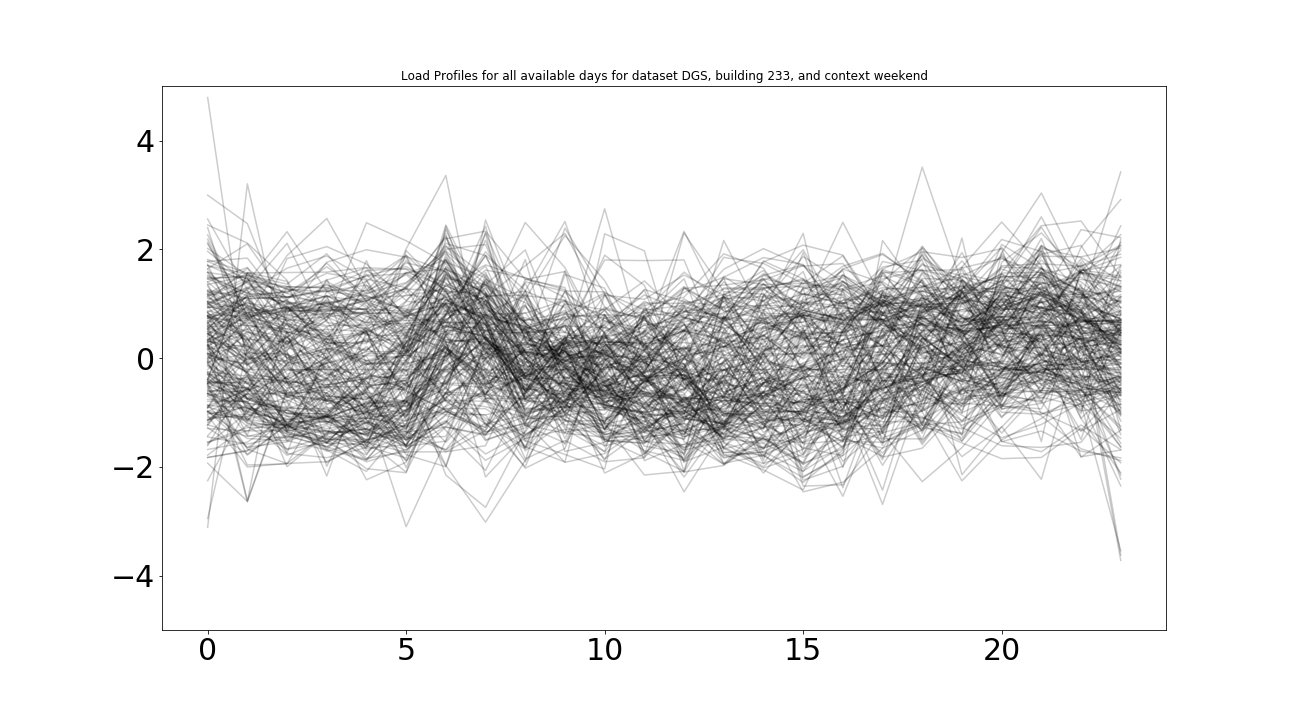 Load Profiles for all available days for dataset DGS, building 233, and context weekend
4
2
0
−2
−4
0 5 10 15 20